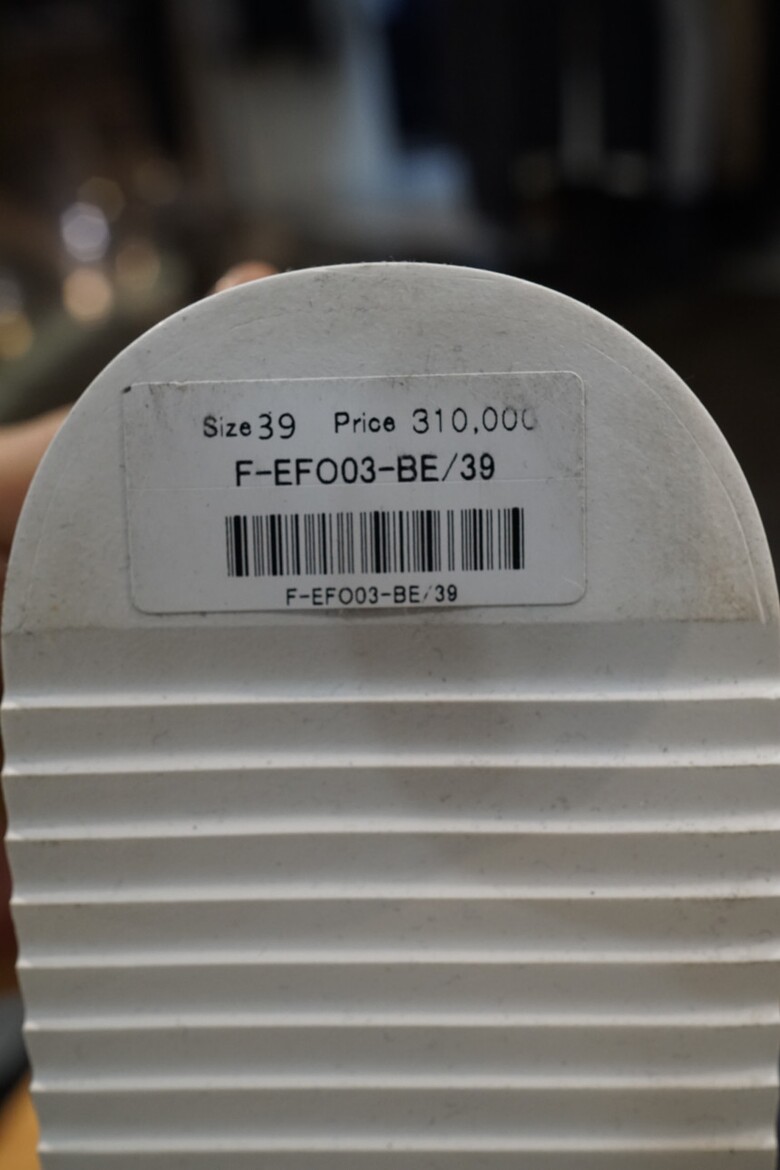 Size 39 Price 310,000
F-EFO03-BE/39
F-EFO03-BE/39